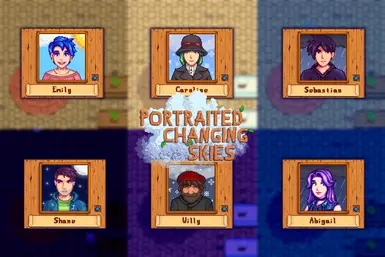 Emily
Caroline
Sebastian
PORTRAITED
CHANGING
SKIES
Shane
Willy
Abigail